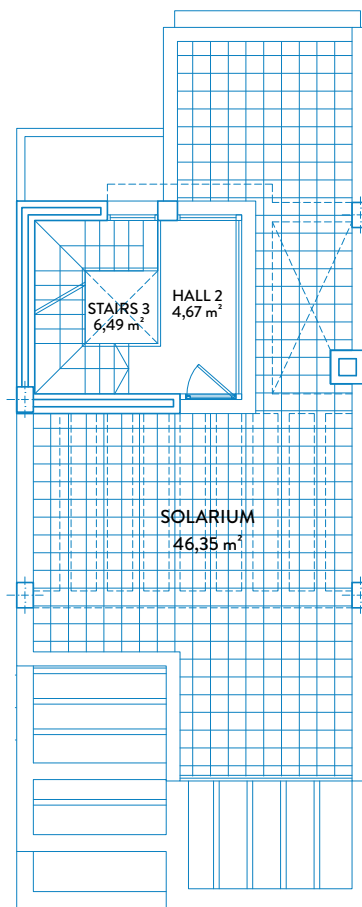 STAIRS 3
6,49 m²
HALL 2
4,67 m²
SOLARIUM
46,35 m²